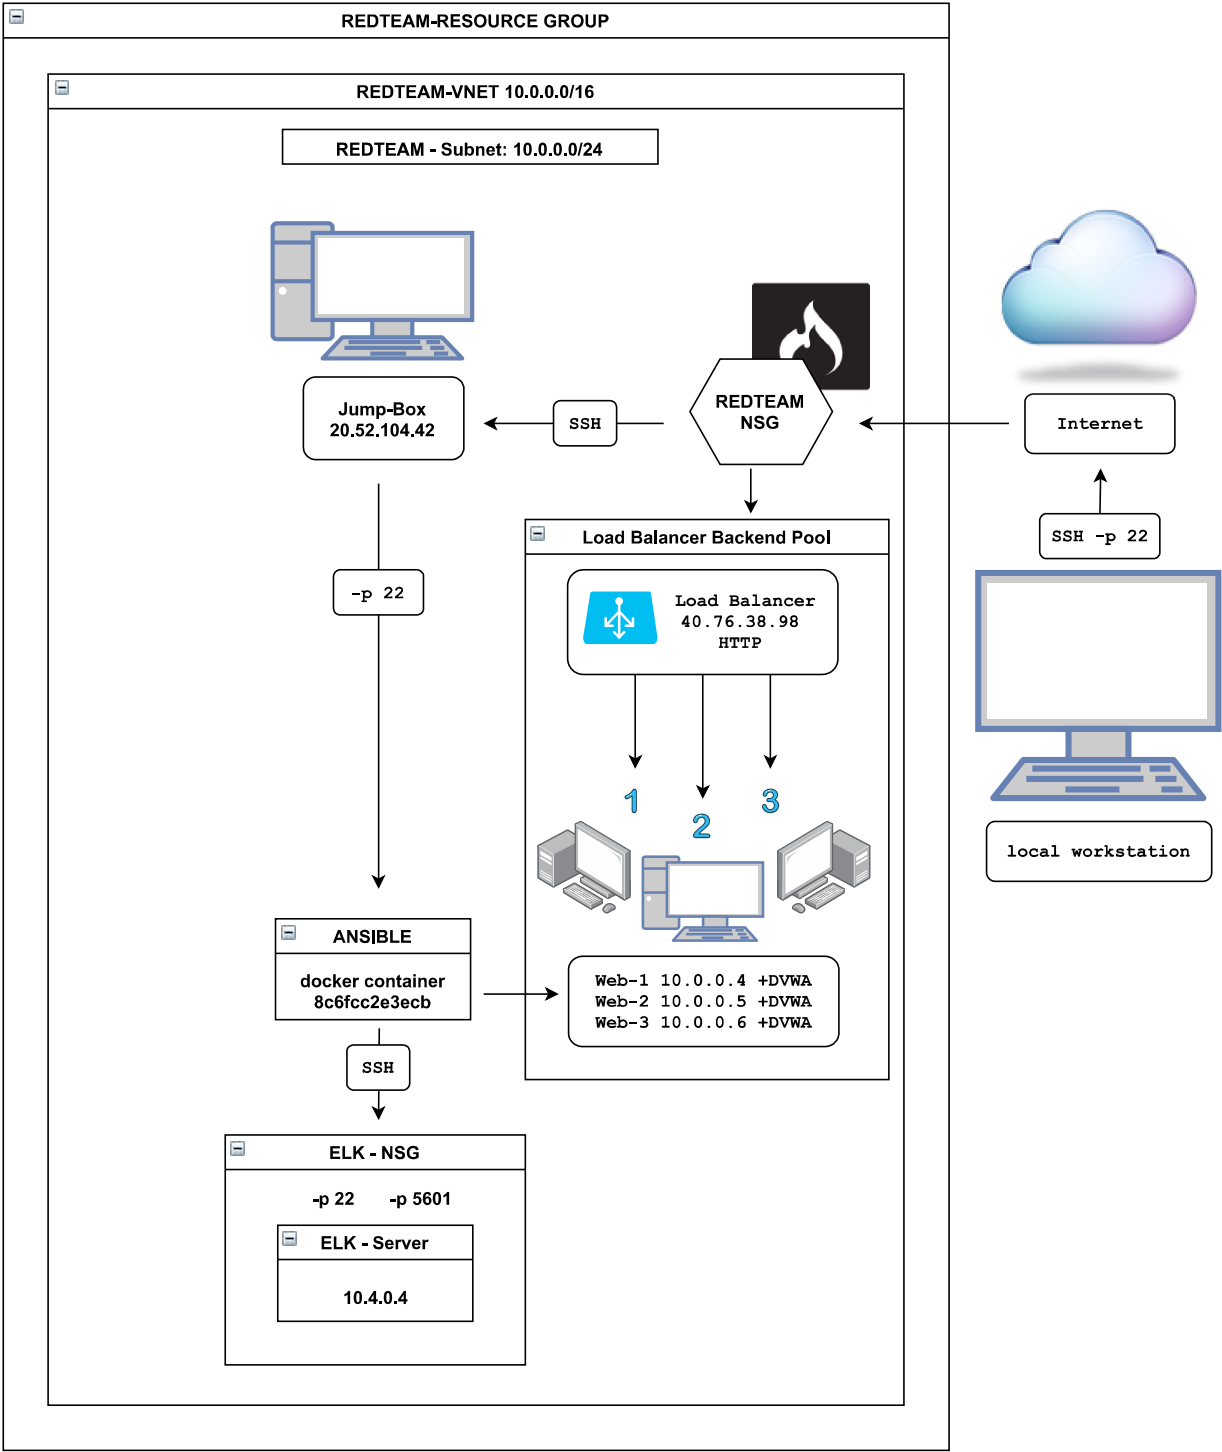 REDTEAM-RESOURCE GROUP
REDTEAM-VNET 10.0.0.0/16
REDTEAM - Subnet: 10.0.0.0/24
Jump-Box
20.52.104.42
SSH
REDTEAM
NSG
Internet
SSH -p 22
local workstation
-p 22
Load Balancer Backend Pool
Load Balancer
40.76.38.98
HTTP
1
2
3
Web-1 10.0.0.4 +DVWA
Web-2 10.0.0.5 +DVWA
Web-3 10.0.0.6 +DVWA
ANSIBLE
docker container
8c6fcc2e3ecb
SSH
ELK - NSG
-p 22 -p 5601
ELK - Server
10.4.0.4